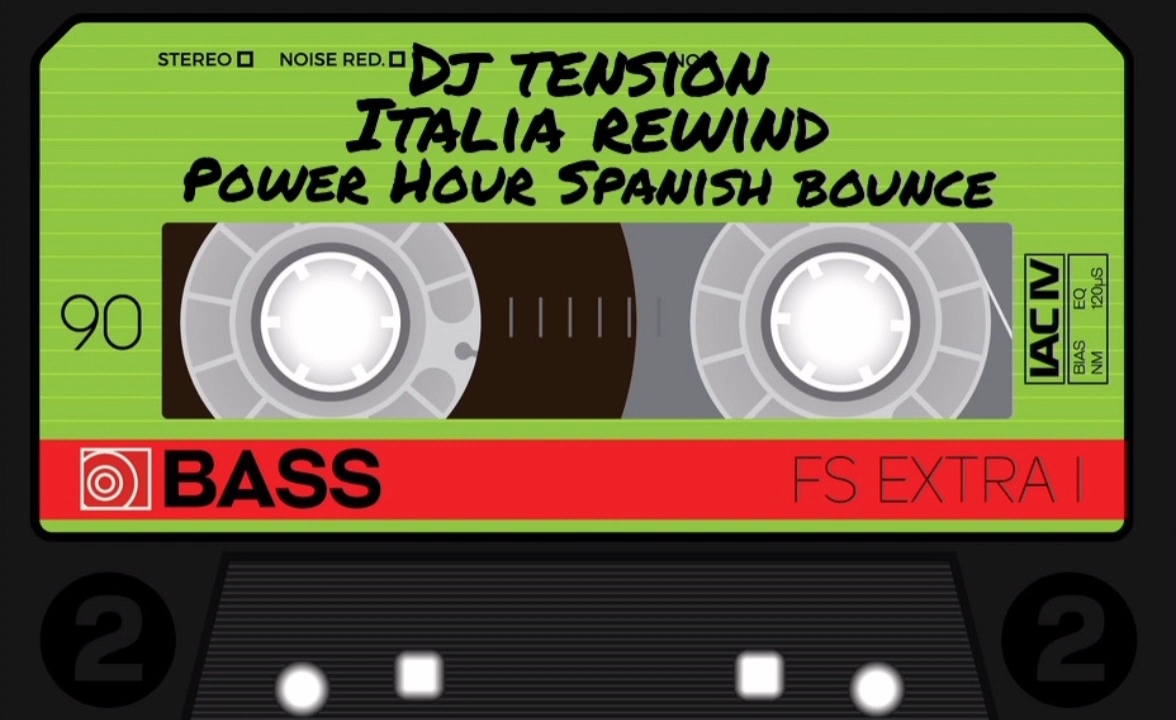 STEREO NOISE RED. NO
DJ TENSION
ITALIA REWIND
POWER HOUR SPANISH BOUNCE
90
IAC IV
BIAS EQ
NM 120µS
BASS
FS EXTRA I
2 2